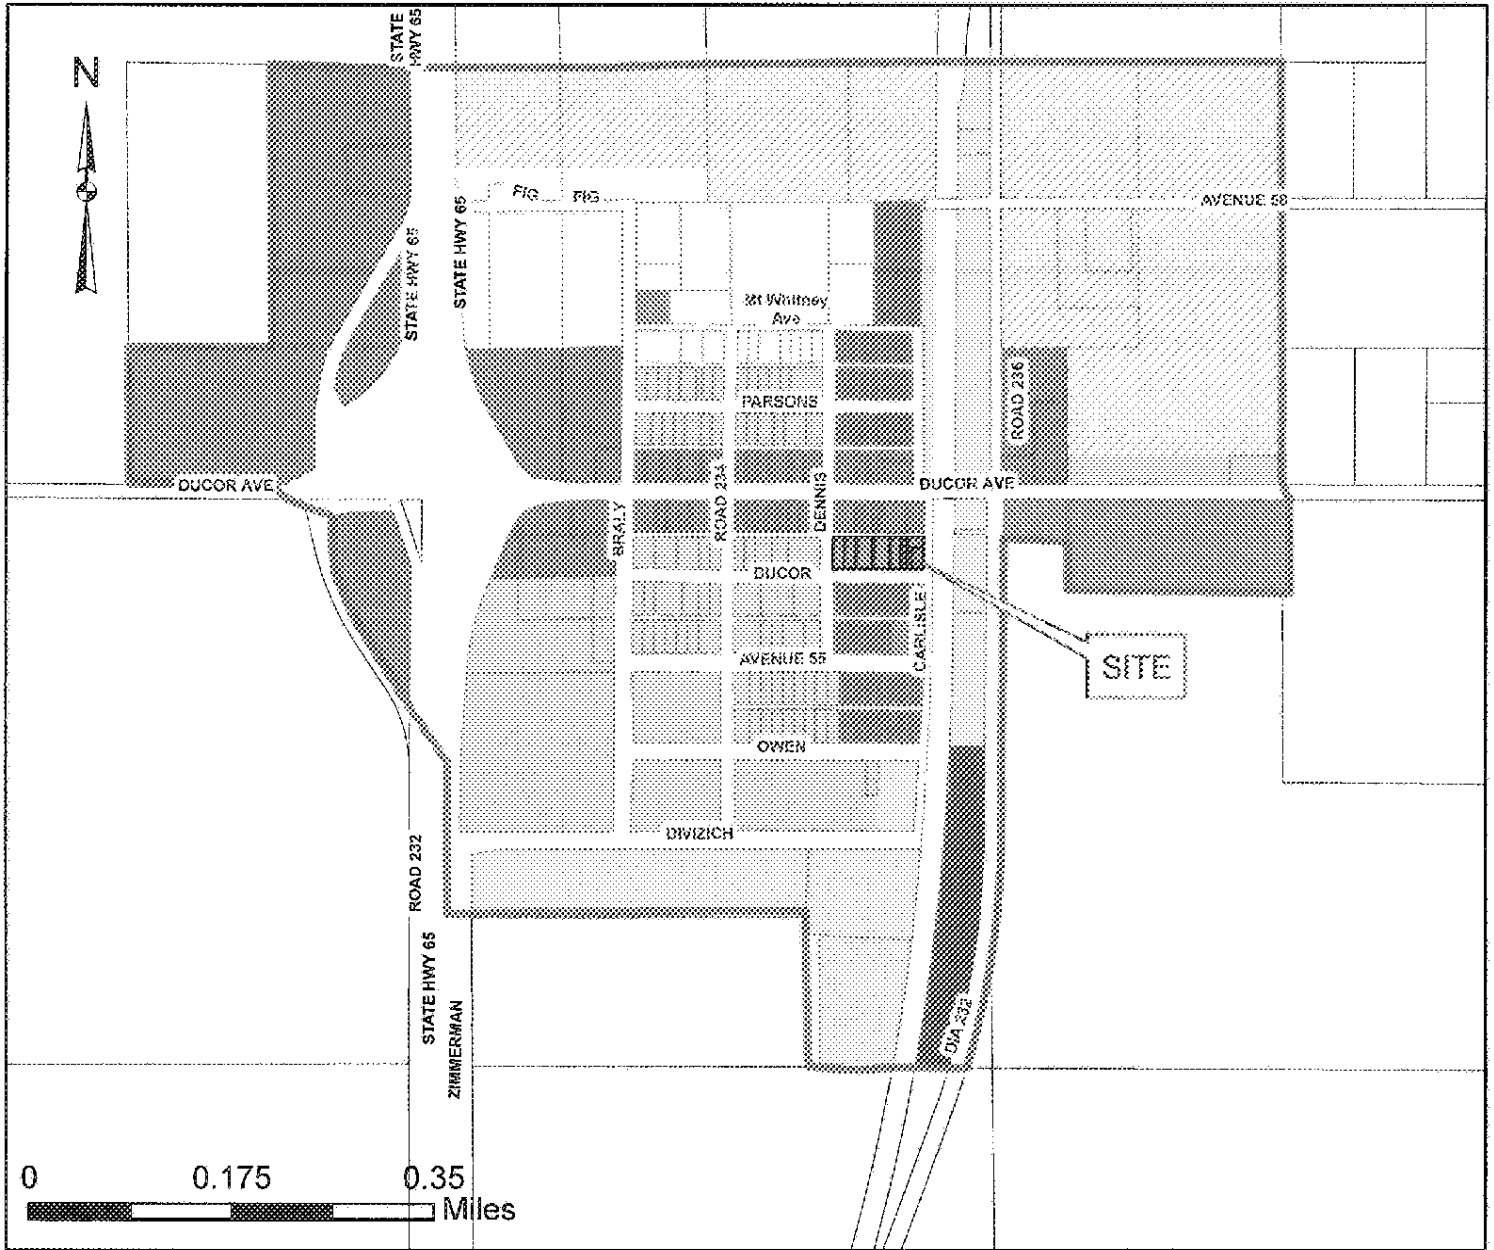 STATE
HWY 65
N
FIG
FIG
AVENUE 56
STATE HWY 65
STATE HWY 65
Mt Whitney
Ave
ROAD 236
PARSONS
DUCOR AVE
ROAD 234
DENNIS
DUCOR AVE
BRALY
DUCOR
CARLISLE
AVENUE 55
SITE
OWEN
DIVIZICH
ROAD 232
STATE HWY 65
ZIMMERMAN
DIA 232
0
0.175
0.35
Miles